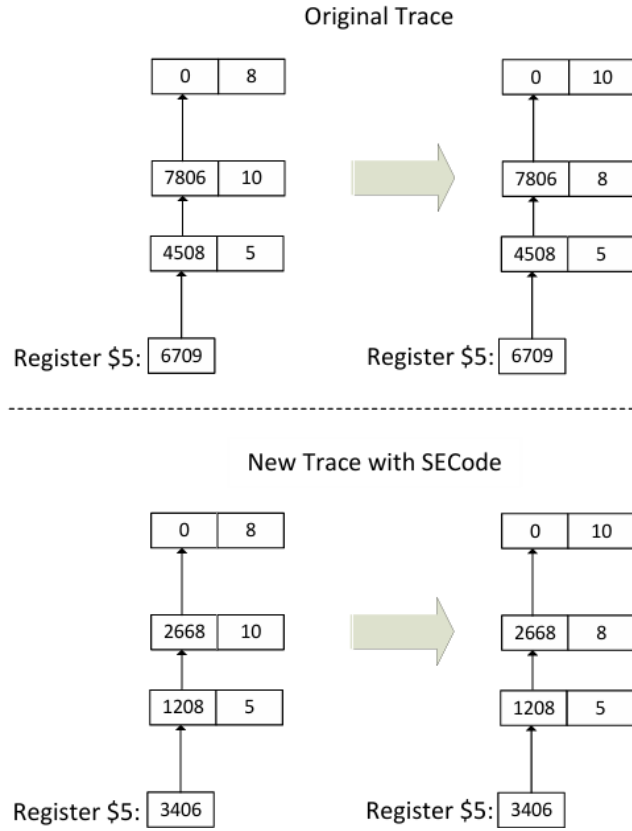 Original Trace
0 8 0 10
7806 10 7806 8
4508 5 4508 5
Register $5: 6709 Register $5: 6709
New Trace with SECode
0 8 0 10
2668 10 2668 8
1208 5 1208 5
Register $5: 3406 Register $5: 3406